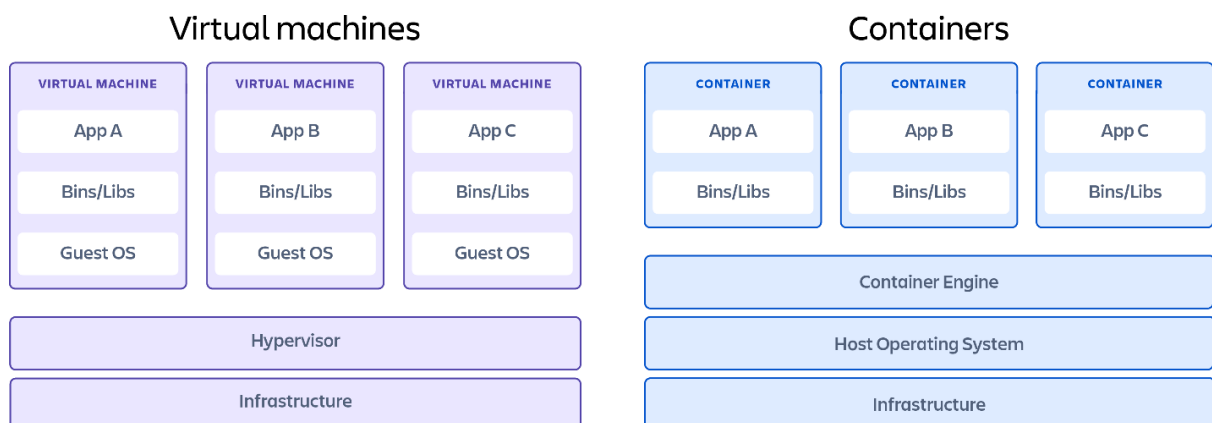 Virtual machines
VIRTUAL MACHINE
App A
Bins/Libs
Guest OS
VIRTUAL MACHINE
App B
Bins/Libs
Guest OS
VIRTUAL MACHINE
App C
Bins/Libs
Guest OS
Hypervisor
Infrastructure
Containers
CONTAINER
App A
Bins/Libs
CONTAINER
App B
Bins/Libs
CONTAINER
App C
Bins/Libs
Container Engine
Host Operating System
Infrastructure